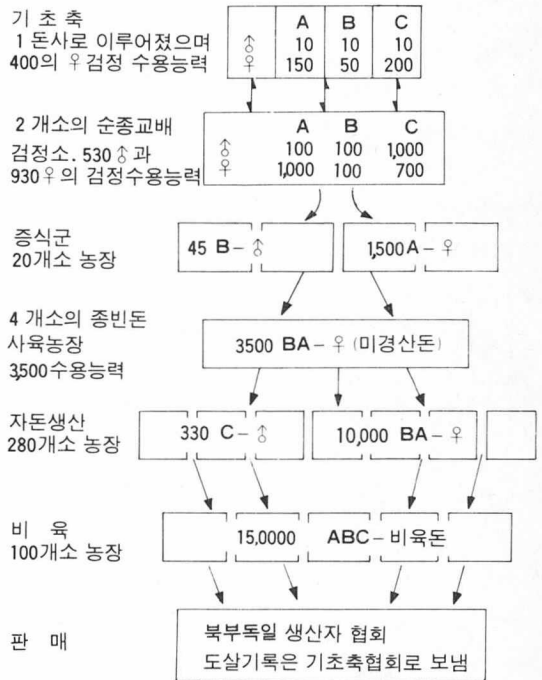 기 초 축
1 돈사로 이루어졌으며
400의 ♀검정 수용능력
A B C
♂ 10 10 10
♀ 150 50 200
2 개소의 순종교배
검정소. 530♂과
930♀의 검정수용능력
A B C
♂ 100 100 1,000
♀ 1,000 100 700
증식군
20개소 농장
45 B-♂
1,500A-♀
4 개소의 종빈돈
사육농장
3,500수용능력
3500 BA-♀(미경산돈)
자돈생산
280개소 농장
330 C-♂
10,000 BA-♀
비 육
100개소 농장
15,0000 ABC-비육돈
판 매
북부독일 생산자 협회
도살기록은 기초축협회로 보냄